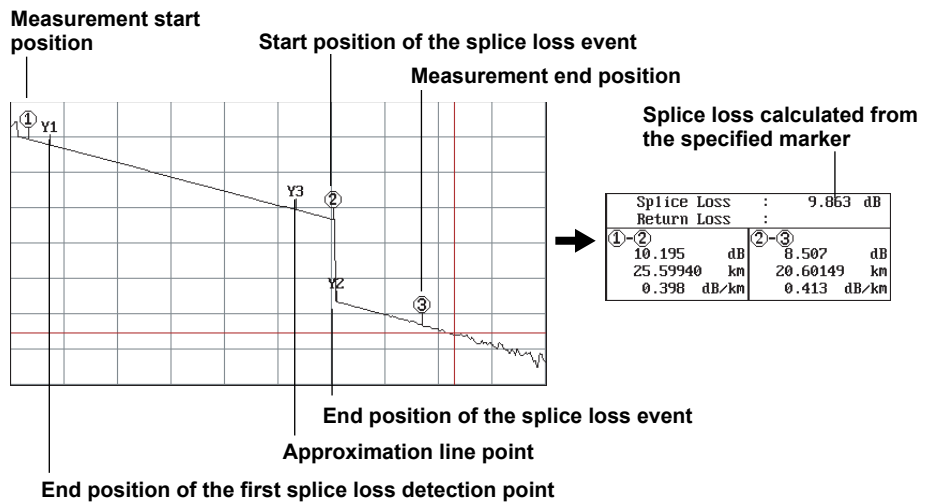 Measurement start
position
Start position of the splice loss event
Measurement end position
Splice loss calculated from
the specified marker
① Y1
Y3
②
Y2
③
Splice Loss : 9.863 dB
Return Loss :
①-② ②-③
10.195 dB 8.507 dB
25.59940 km 20.60149 km
0.398 dB/km 0.413 dB/km
End position of the splice loss event
Approximation line point
End position of the first splice loss detection point